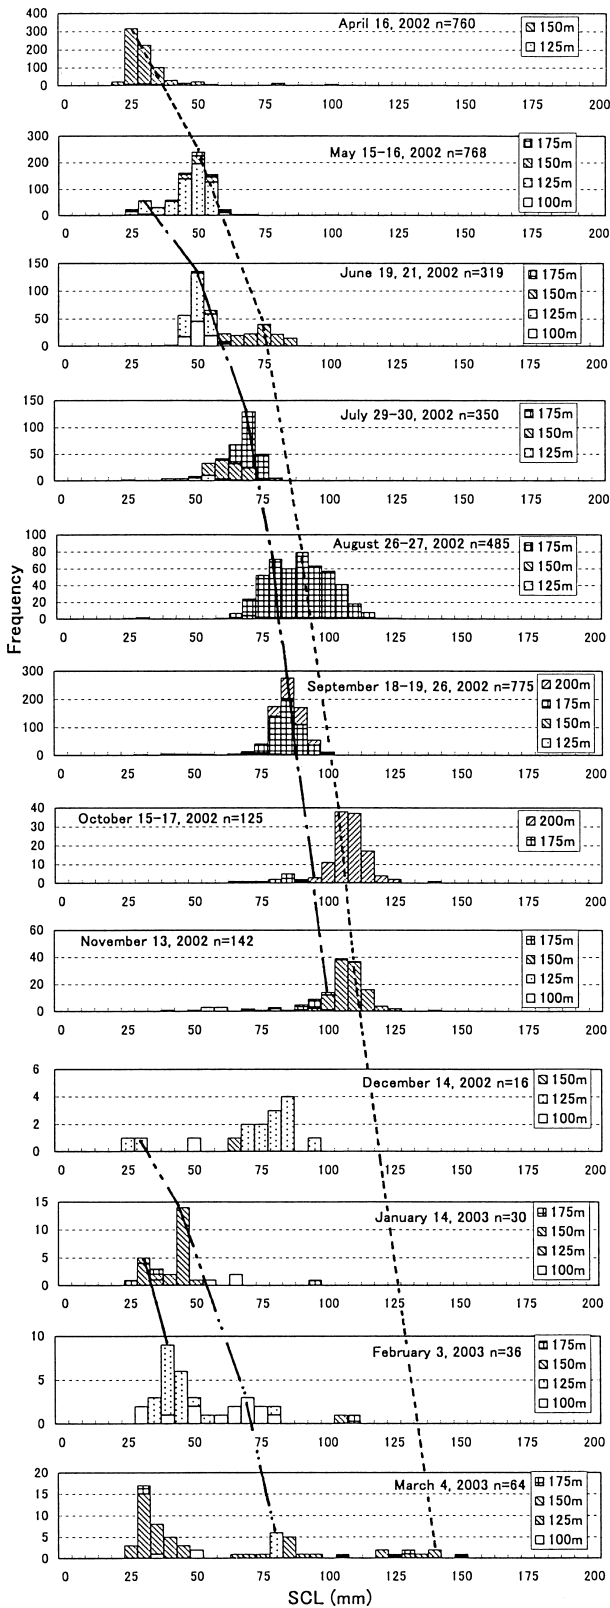 April 16, 2002 n=760
150m
125m
400
300
200
100
0
0 25 50 75 100 125 150 175 200
May 15-16, 2002 n=768
175m
150m
125m
100m
300
200
100
0
0 25 50 75 100 125 150 175 200
June 19, 21, 2002 n=319
175m
150m
125m
100m
150
100
50
0
0 25 50 75 100 125 150 175 200
July 29-30, 2002 n=350
175m
150m
125m
150
100
50
0
0 25 50 75 100 125 150 175 200
August 26-27, 2002 n=485
175m
150m
125m
100
80
60
40
20
0
0 25 50 75 100 125 150 175 200
Frequency
September 18-19, 26, 2002 n=775
200m
175m
150m
125m
300
200
100
0
0 25 50 75 100 125 150 175 200
October 15-17, 2002 n=125
200m
175m
40
30
20
10
0
0 25 50 75 100 125 150 175 200
November 13, 2002 n=142
175m
150m
125m
100m
60
40
20
0
0 25 50 75 100 125 150 175 200
December 14, 2002 n=16
150m
125m
100m
6
4
2
0
0 25 50 75 100 125 150 175 200
January 14, 2003 n=30
175m
150m
125m
100m
15
10
5
0
0 25 50 75 100 125 150 175 200
February 3, 2003 n=36
175m
150m
125m
100m
10
5
0
0 25 50 75 100 125 150 175 200
March 4, 2003 n=64
175m
150m
125m
100m
20
15
10
5
0
0 25 50 75 100 125 150 175 200
SCL (mm)